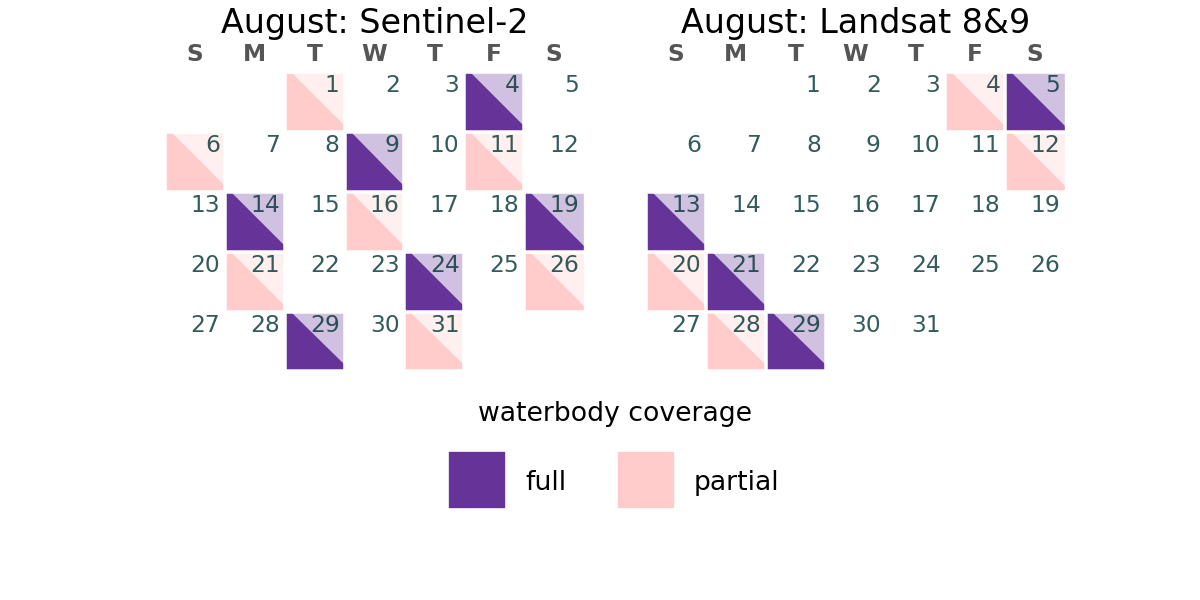 August: Sentinel-2
S M T W T F S
1 2 3 4 5
6 7 8 9 10 11 12
13 14 15 16 17 18 19
20 21 22 23 24 25 26
27 28 29 30 31
August: Landsat 8&9
S M T W T F S
1 2 3 4 5
6 7 8 9 10 11 12
13 14 15 16 17 18 19
20 21 22 23 24 25 26
27 28 29 30 31
waterbody coverage
full partial